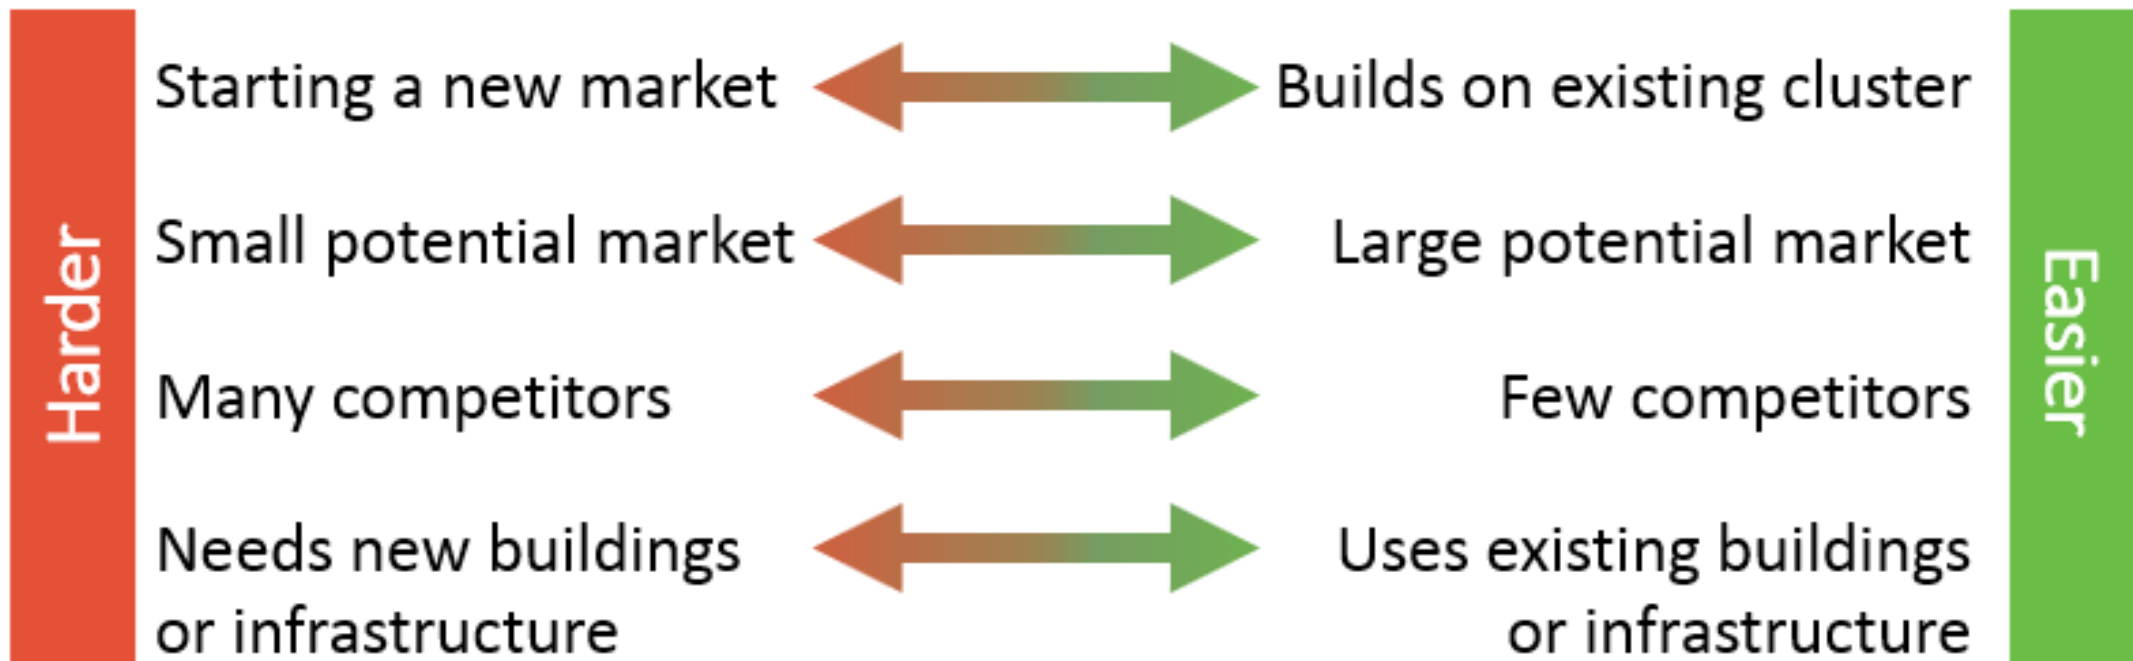 Harder
Starting a new market
Builds on existing cluster
Small potential market
Large potential market
Many competitors
Few competitors
Needs new buildings
or infrastructure
Uses existing buildings
or infrastructure
Easier